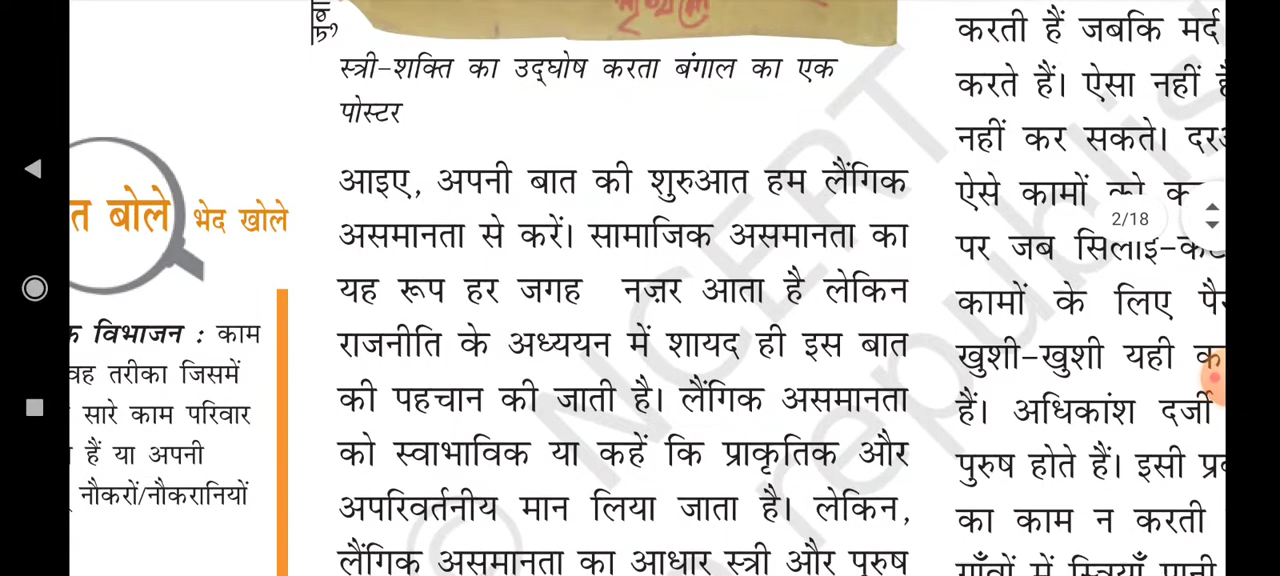 स्त्री-शक्ति का उद्घोष करता बंगाल का एक
पोस्टर
आइए, अपनी बात की शुरुआत हम लैंगिक
असमानता से करें। सामाजिक असमानता का
यह रूप हर जगह नज़र आता है लेकिन
राजनीति के अध्ययन में शायद ही इस बात
की पहचान की जाती है। लैंगिक असमानता
को स्वाभाविक या कहें कि प्राकृतिक और
अपरिवर्तनीय मान लिया जाता है। लेकिन,
लैंगिक असमानता का आधार स्त्री और पुरुष
त बोले भेद खोले
विभाजन : काम
वह तरीका जिसमें
सारे काम परिवार
हैं या अपनी
नौकरों/नौकरानियों
करती हैं जबकि मर्द
करते हैं। ऐसा नहीं
नहीं कर सकते।
ऐसे कामों को
पर जब सिलाई-
कामों के लिए
खुशी-खुशी यही
हैं। अधिकांश दर्जी
पुरुष होते हैं। इसी
का काम न करती
गाँवों में स्त्रियाँ पानी
2/18
© NCERT
republis